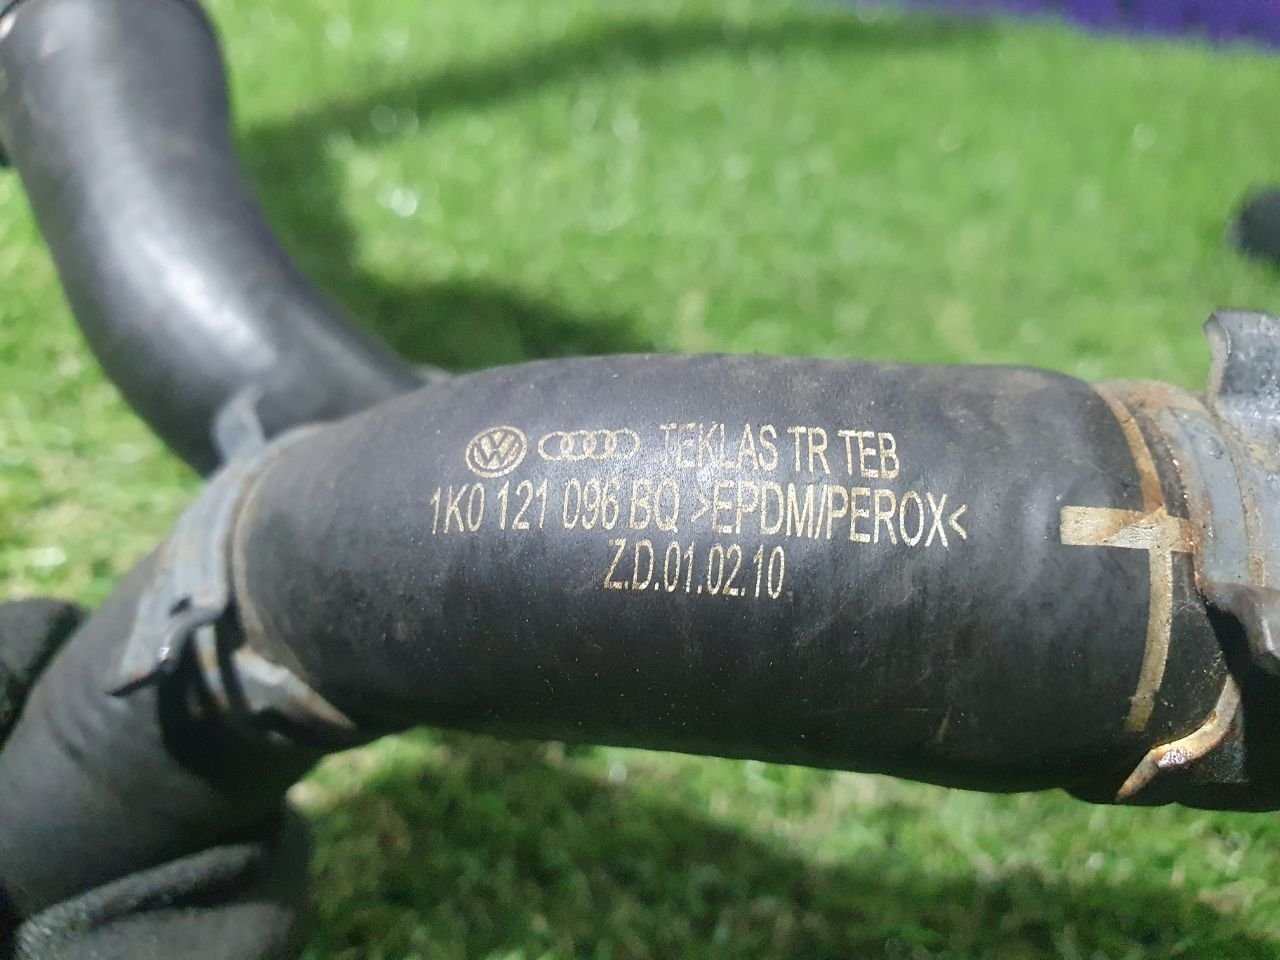 TEKLAS TR TEB
1K0 121 096 BQ >EPDM/PEROX<
Z.D.01.02.10